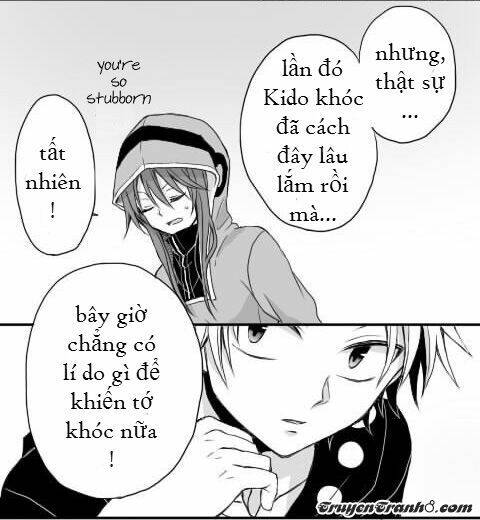 nhưng,
thật sự
...
lần đó
Kido khóc
đã cách
đây lâu
lắm rồi
mà...
you're
so
stubborn
tất
nhiên
!
bây giờ
chẳng có
lí do gì để
khiến tớ
khóc nữa
!
TruyenTranh8.com